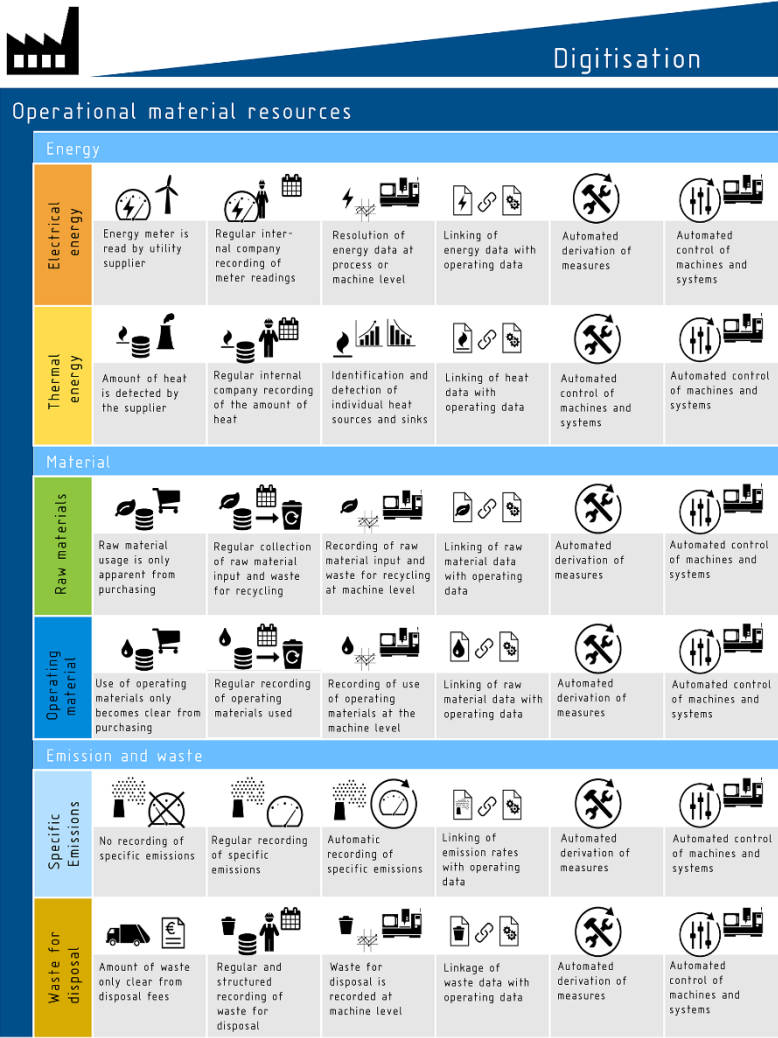 Digitisation
Operational material resources
Energy
Electrical
energy
Energy meter is
read by utility
supplier
Regular inter-
nal company
recording of
meter readings
Resolution of
energy data at
process or
machine level
Linking of
energy data with
operating data
Automated
derivation of
measures
Automated
control of
machines and
systems
Thermal
energy
Amount of heat
is detected by
the supplier
Regular internal
company recording
of the amount of
heat
Identification and
detection of
individual heat
sources and sinks
Linking of heat
data with
operating data
Automated
control of
machines and
systems
Automated control
of machines and
systems
Material
Raw materials
Raw material
usage is only
apparent from
purchasing
Regular collection
of raw material
input and waste
for recycling
Recording of raw
material input and
waste for recycling
at machine level
Linking of raw
material data
with operating
data
Automated
derivation of
measures
Automated control
of machines and
systems
Operating
material
Use of operating
materials only
becomes clear from
purchasing
Regular recording
of operating
materials used
Recording of use
of operating
materials at the
machine level
Linking of raw
material data with
operating data
Automated
derivation of
measures
Automated control
of machines and
systems
Emission and waste
Specific
Emissions
No recording of
specific emissions
Regular recording
of specific
emissions
Automatic
recording of
specific emissions
Linking of
emission rates
with operating
data
Automated
derivation of
measures
Automated control
of machines and
systems
Waste for
disposal
€
Amount of waste
only clear from
disposal fees
Regular and
structured
recording of
waste for
disposal
Waste for
disposal is
recorded at
machine level
Linkage of
waste data with
operating data
Automated
derivation of
measures
Automated
control of
machines and
systems